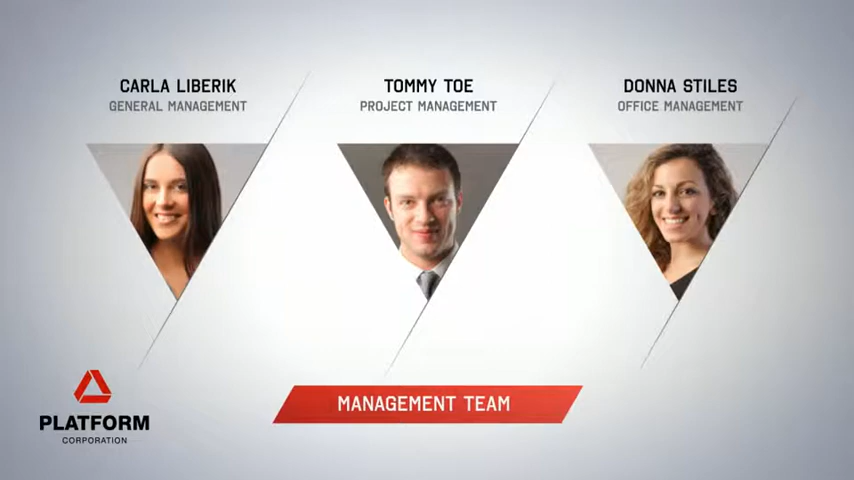 CARLA LIBERIK
GENERAL MANAGEMENT
TOMMY TOE
PROJECT MANAGEMENT
DONNA STILES
OFFICE MANAGEMENT
MANAGEMENT TEAM
PLATFORM
CORPORATION